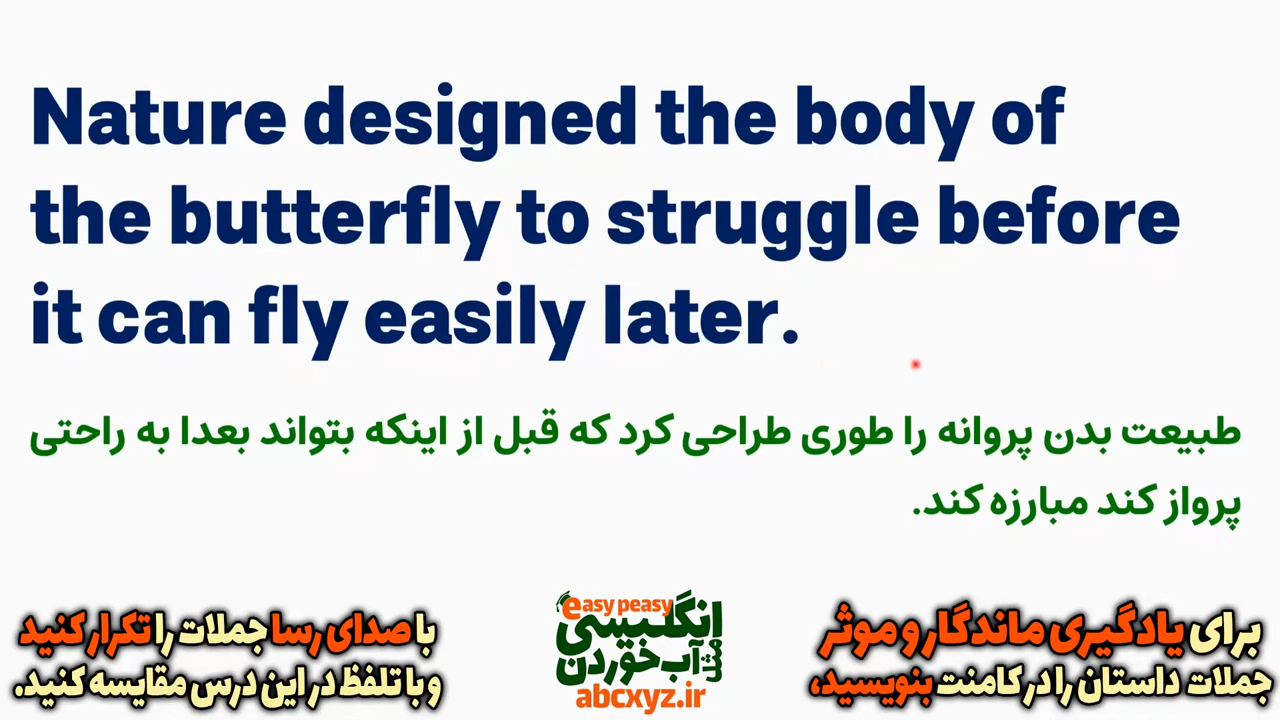 Nature designed the body of
the butterfly to struggle before
it can fly easily later.
طبیعت بدن پروانه را طوری طراحی کرد که قبل از اینکه بتواند بعدا به راحتی
پرواز کند مبارزه کند.
برای یادگیری ماندگار و موثر
جملات داستان را در کامنت بنویسید،
easy peasy
انگلیسی
مثل آب خوردن
abcxyz.ir
با صدای رسا جملات را تکرار کنید
و با تلفظ در این درس مقایسه کنید.